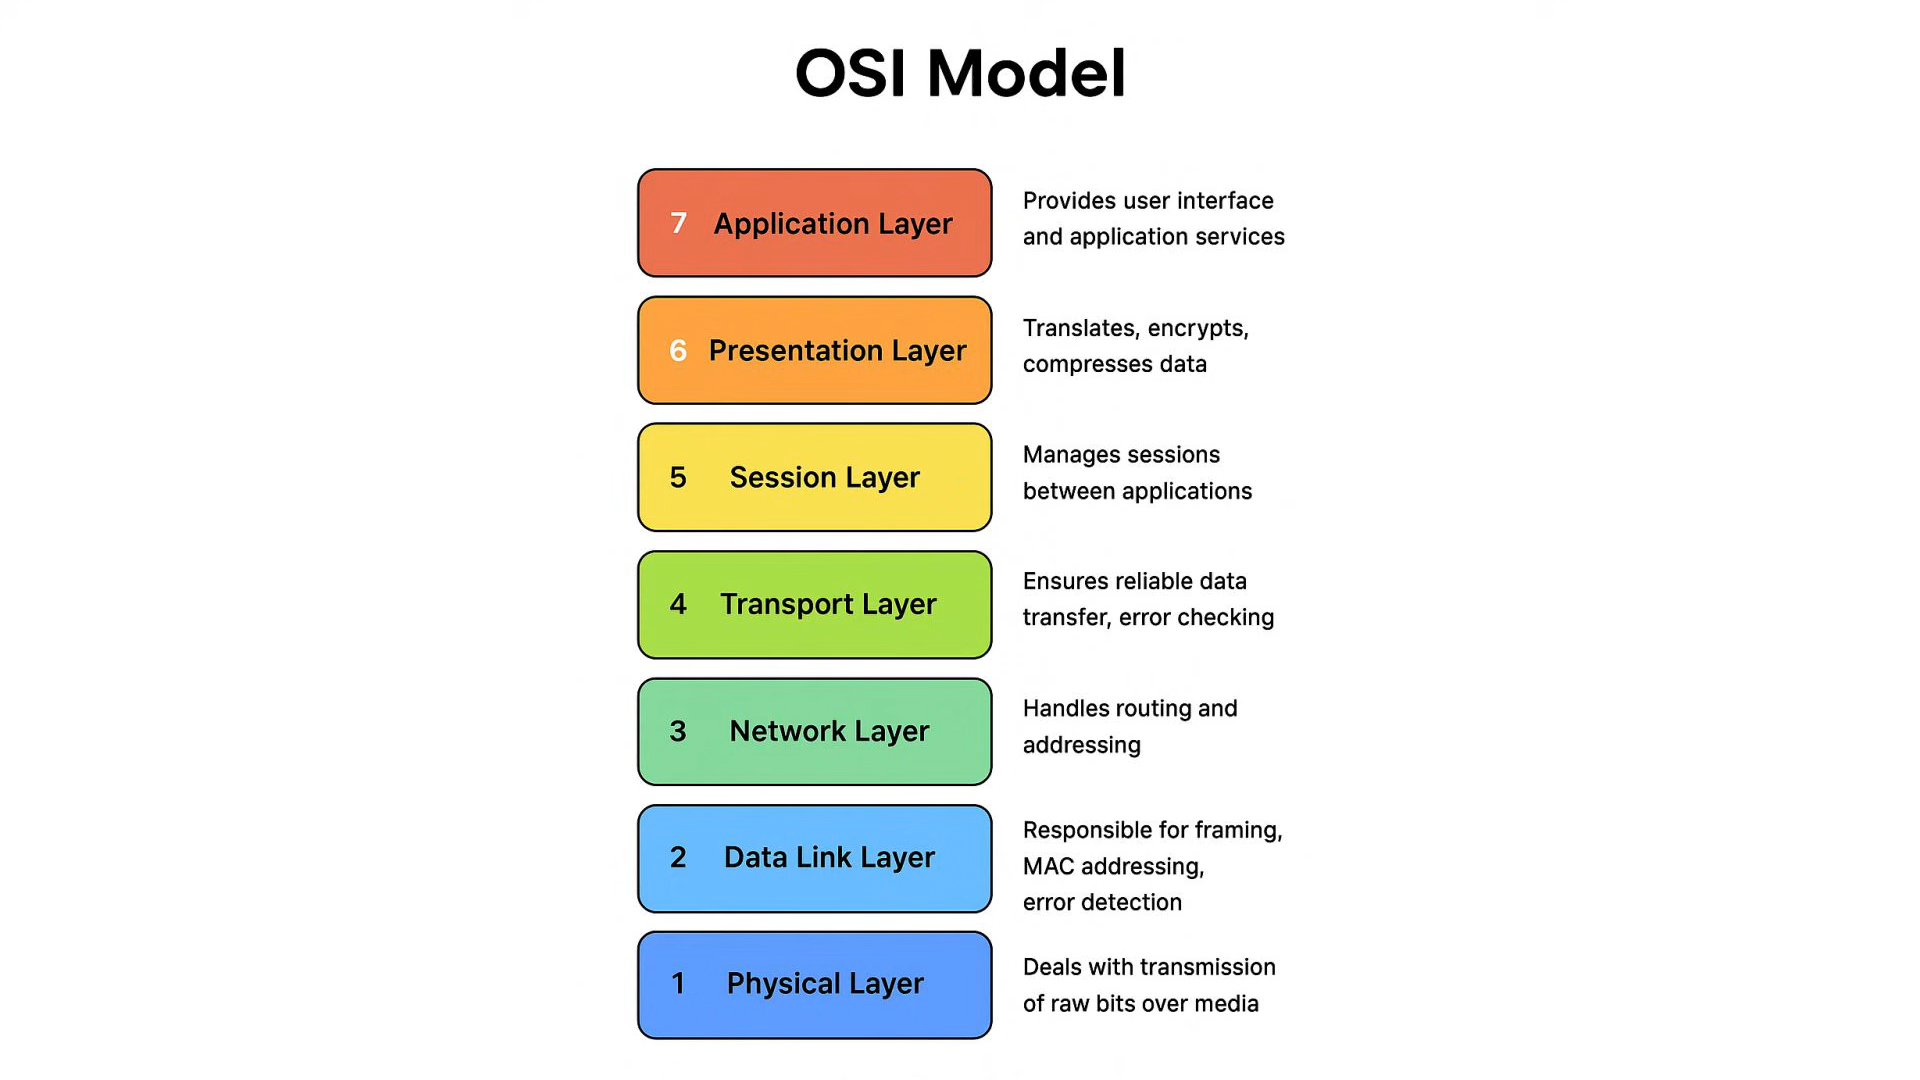 OSI Model
7 Application Layer
Provides user interface
and application services
6 Presentation Layer
Translates, encrypts,
compresses data
5 Session Layer
Manages sessions
between applications
4 Transport Layer
Ensures reliable data
transfer, error checking
3 Network Layer
Handles routing and
addressing
2 Data Link Layer
Responsible for framing,
MAC addressing,
error detection
1 Physical Layer
Deals with transmission
of raw bits over media